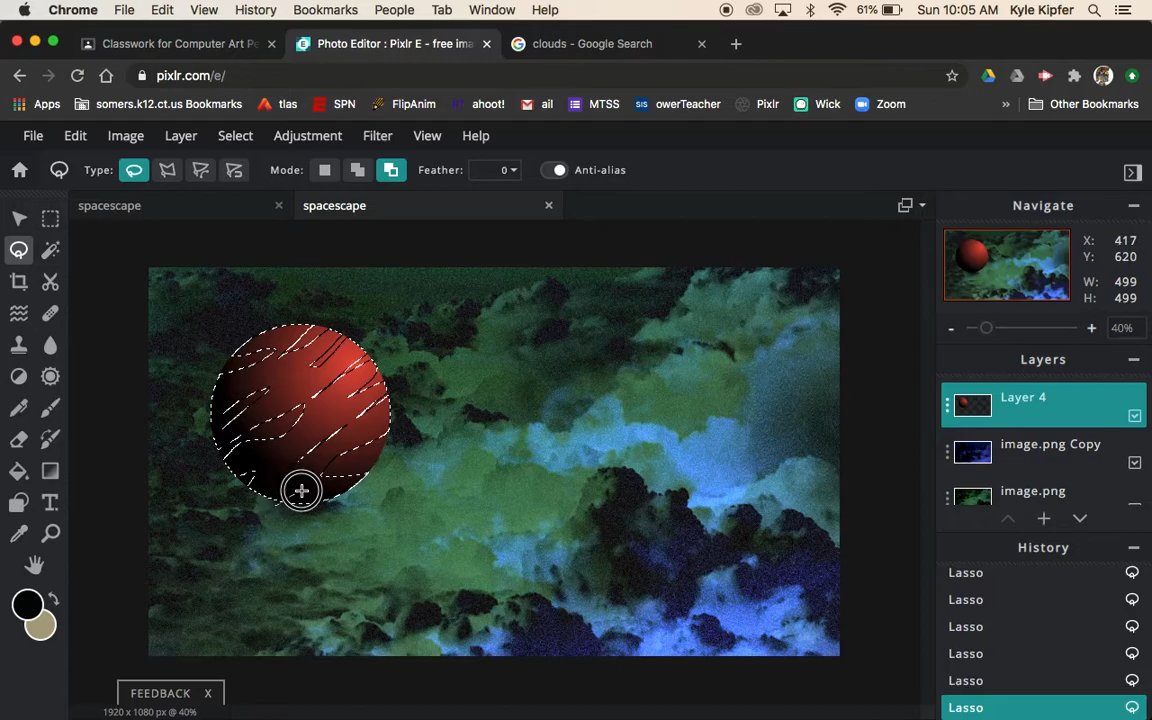 Chrome File Edit View History Bookmarks People Tab Window Help 61% Sun 10:05 AM Kyle Kipfer
Classwork for Computer Art Pe Photo Editor : Pixlr E - free ima clouds - Google Search
pixlr.com/e/
Apps somers.k12.ct.us Bookmarks tlas SPN FlipAnim ahoot! ail MTSS SIS owerTeacher Pixlr Wick Zoom » Other Bookmarks
File Edit Image Layer Select Adjustment Filter View Help
Type: Mode: Feather: 0 Anti-alias
spacescape spacescape Navigate
X: 417
Y: 620
W: 499
H: 499
40%
Layers
Layer 4
image.png Copy
image.png
History
Lasso
Lasso
Lasso
Lasso
Lasso
Lasso
FEEDBACK X
1920 x 1080 px @ 40%